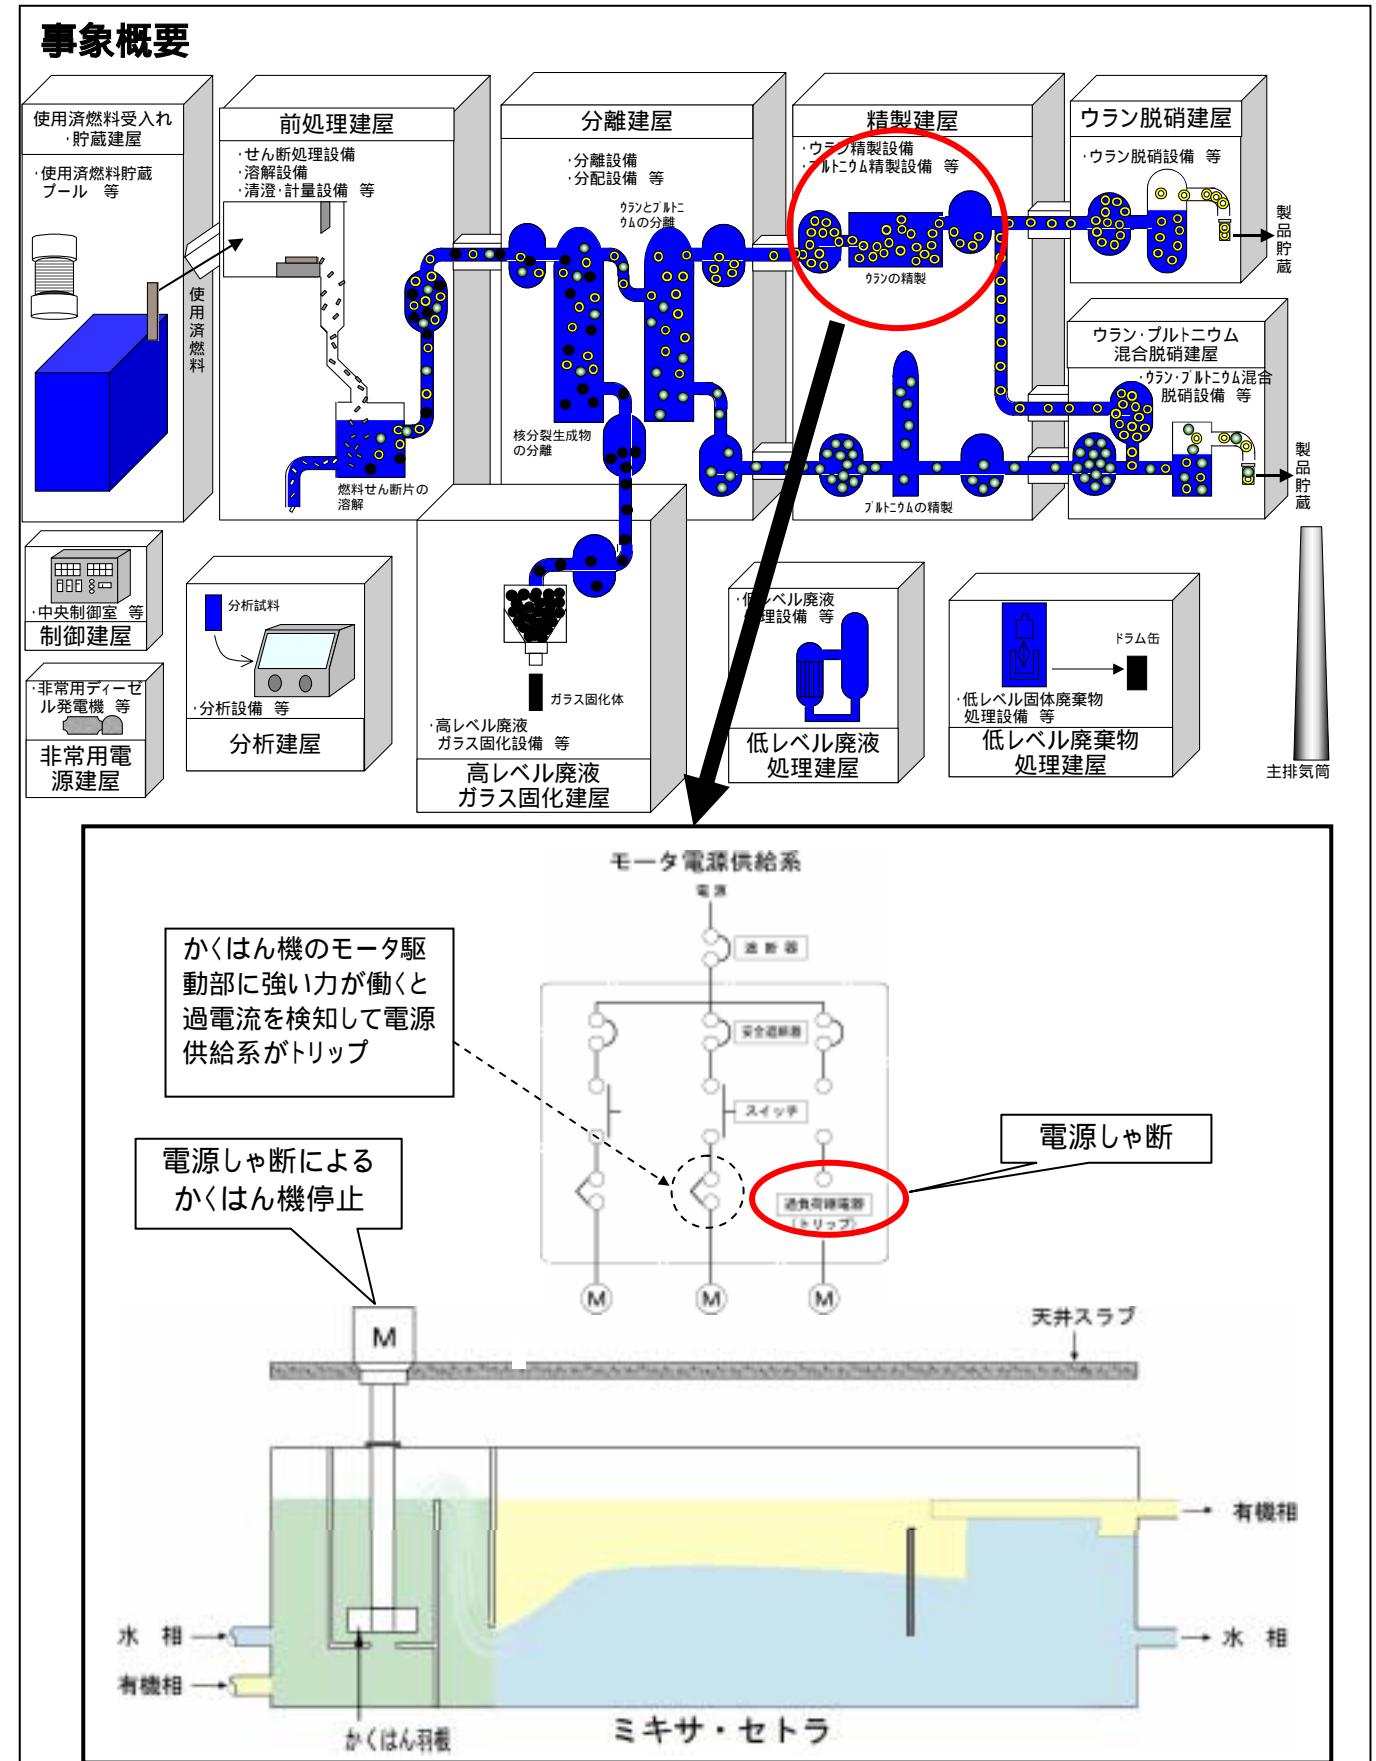 事象概要
使用済燃料受入れ
・貯蔵建屋
・使用済燃料貯蔵
プール 等
使用済燃料
前処理建屋
・せん断処理設備
・溶解設備
・清澄・計量設備 等
燃料せん断片の
溶解
分離建屋
・分離設備
・分配設備 等
ウランとプルトニ
ウムの分離
核分裂生成物
の分離
精製建屋
・ウラン精製設備
・プルトニウム精製設備 等
ウランの精製
プルトニウムの精製
ウラン脱硝建屋
・ウラン脱硝設備 等
製品貯蔵
ウラン・プルトニウム
混合脱硝建屋
・ウラン・プルトニウム混合
脱硝設備 等
製品貯蔵
・中央制御室 等
制御建屋
・非常用ディーゼ
ル発電機 等
非常用電
源建屋
分析試料
・分析設備 等
分析建屋
ガラス固化体
・高レベル廃液
ガラス固化設備 等
高レベル廃液
ガラス固化建屋
・低レベル廃液
処理設備 等
低レベル廃液
処理建屋
ドラム缶
・低レベル固体廃棄物
処理設備 等
低レベル廃棄物
処理建屋
主排気筒
モータ電源供給系
電源
遮断器
安全遮断器
スイッチ
過負荷継電器
(トリップ)
M
M
M
かくはん機のモータ駆
動部に強い力が働くと
過電流を検知して電源
供給系がトリップ
電源しゃ断
電源しゃ断による
かくはん機停止
M
天井スラブ
有機相
水 相
水 相
有機相
かくはん羽根
ミキサ・セトラ